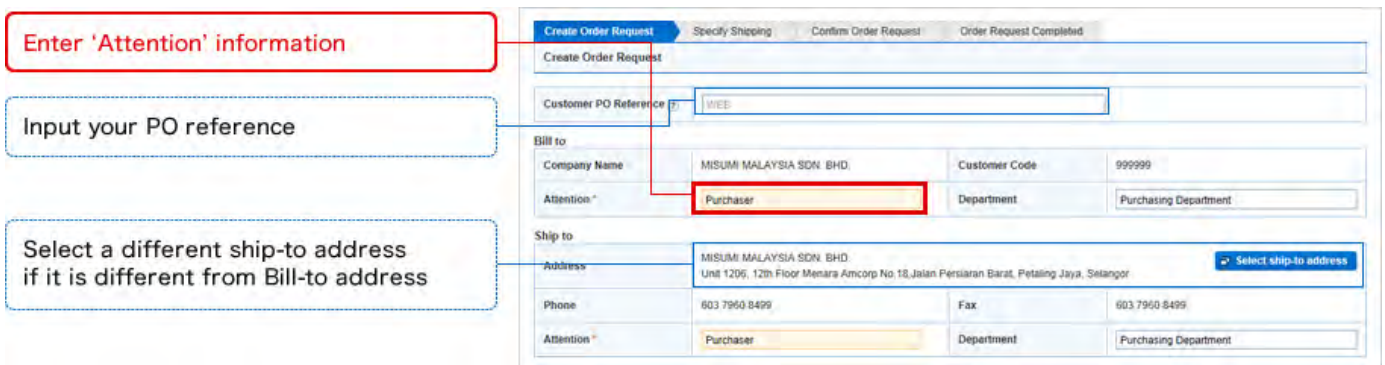 Enter ‘Attention’ information
Input your PO reference
Select a different ship-to address
if it is different from Bill-to address
Create Order Request Specify Shipping Confirm Order Request Order Request Completed
Create Order Request
Customer PO Reference [?] WEB
Bill to
Company Name MISUMI MALAYSIA SDN. BHD. Customer Code 999999
Attention * Purchaser Department Purchasing Department
Ship to
Address MISUMI MALAYSIA SDN. BHD. Select ship-to address
Unit 1206, 12th Floor Menara Amcorp No.18,Jalan Persiaran Barat, Petaling Jaya, Selangor
Phone 603 7960 8499 Fax 603 7960 8499
Attention * Purchaser Department Purchasing Department